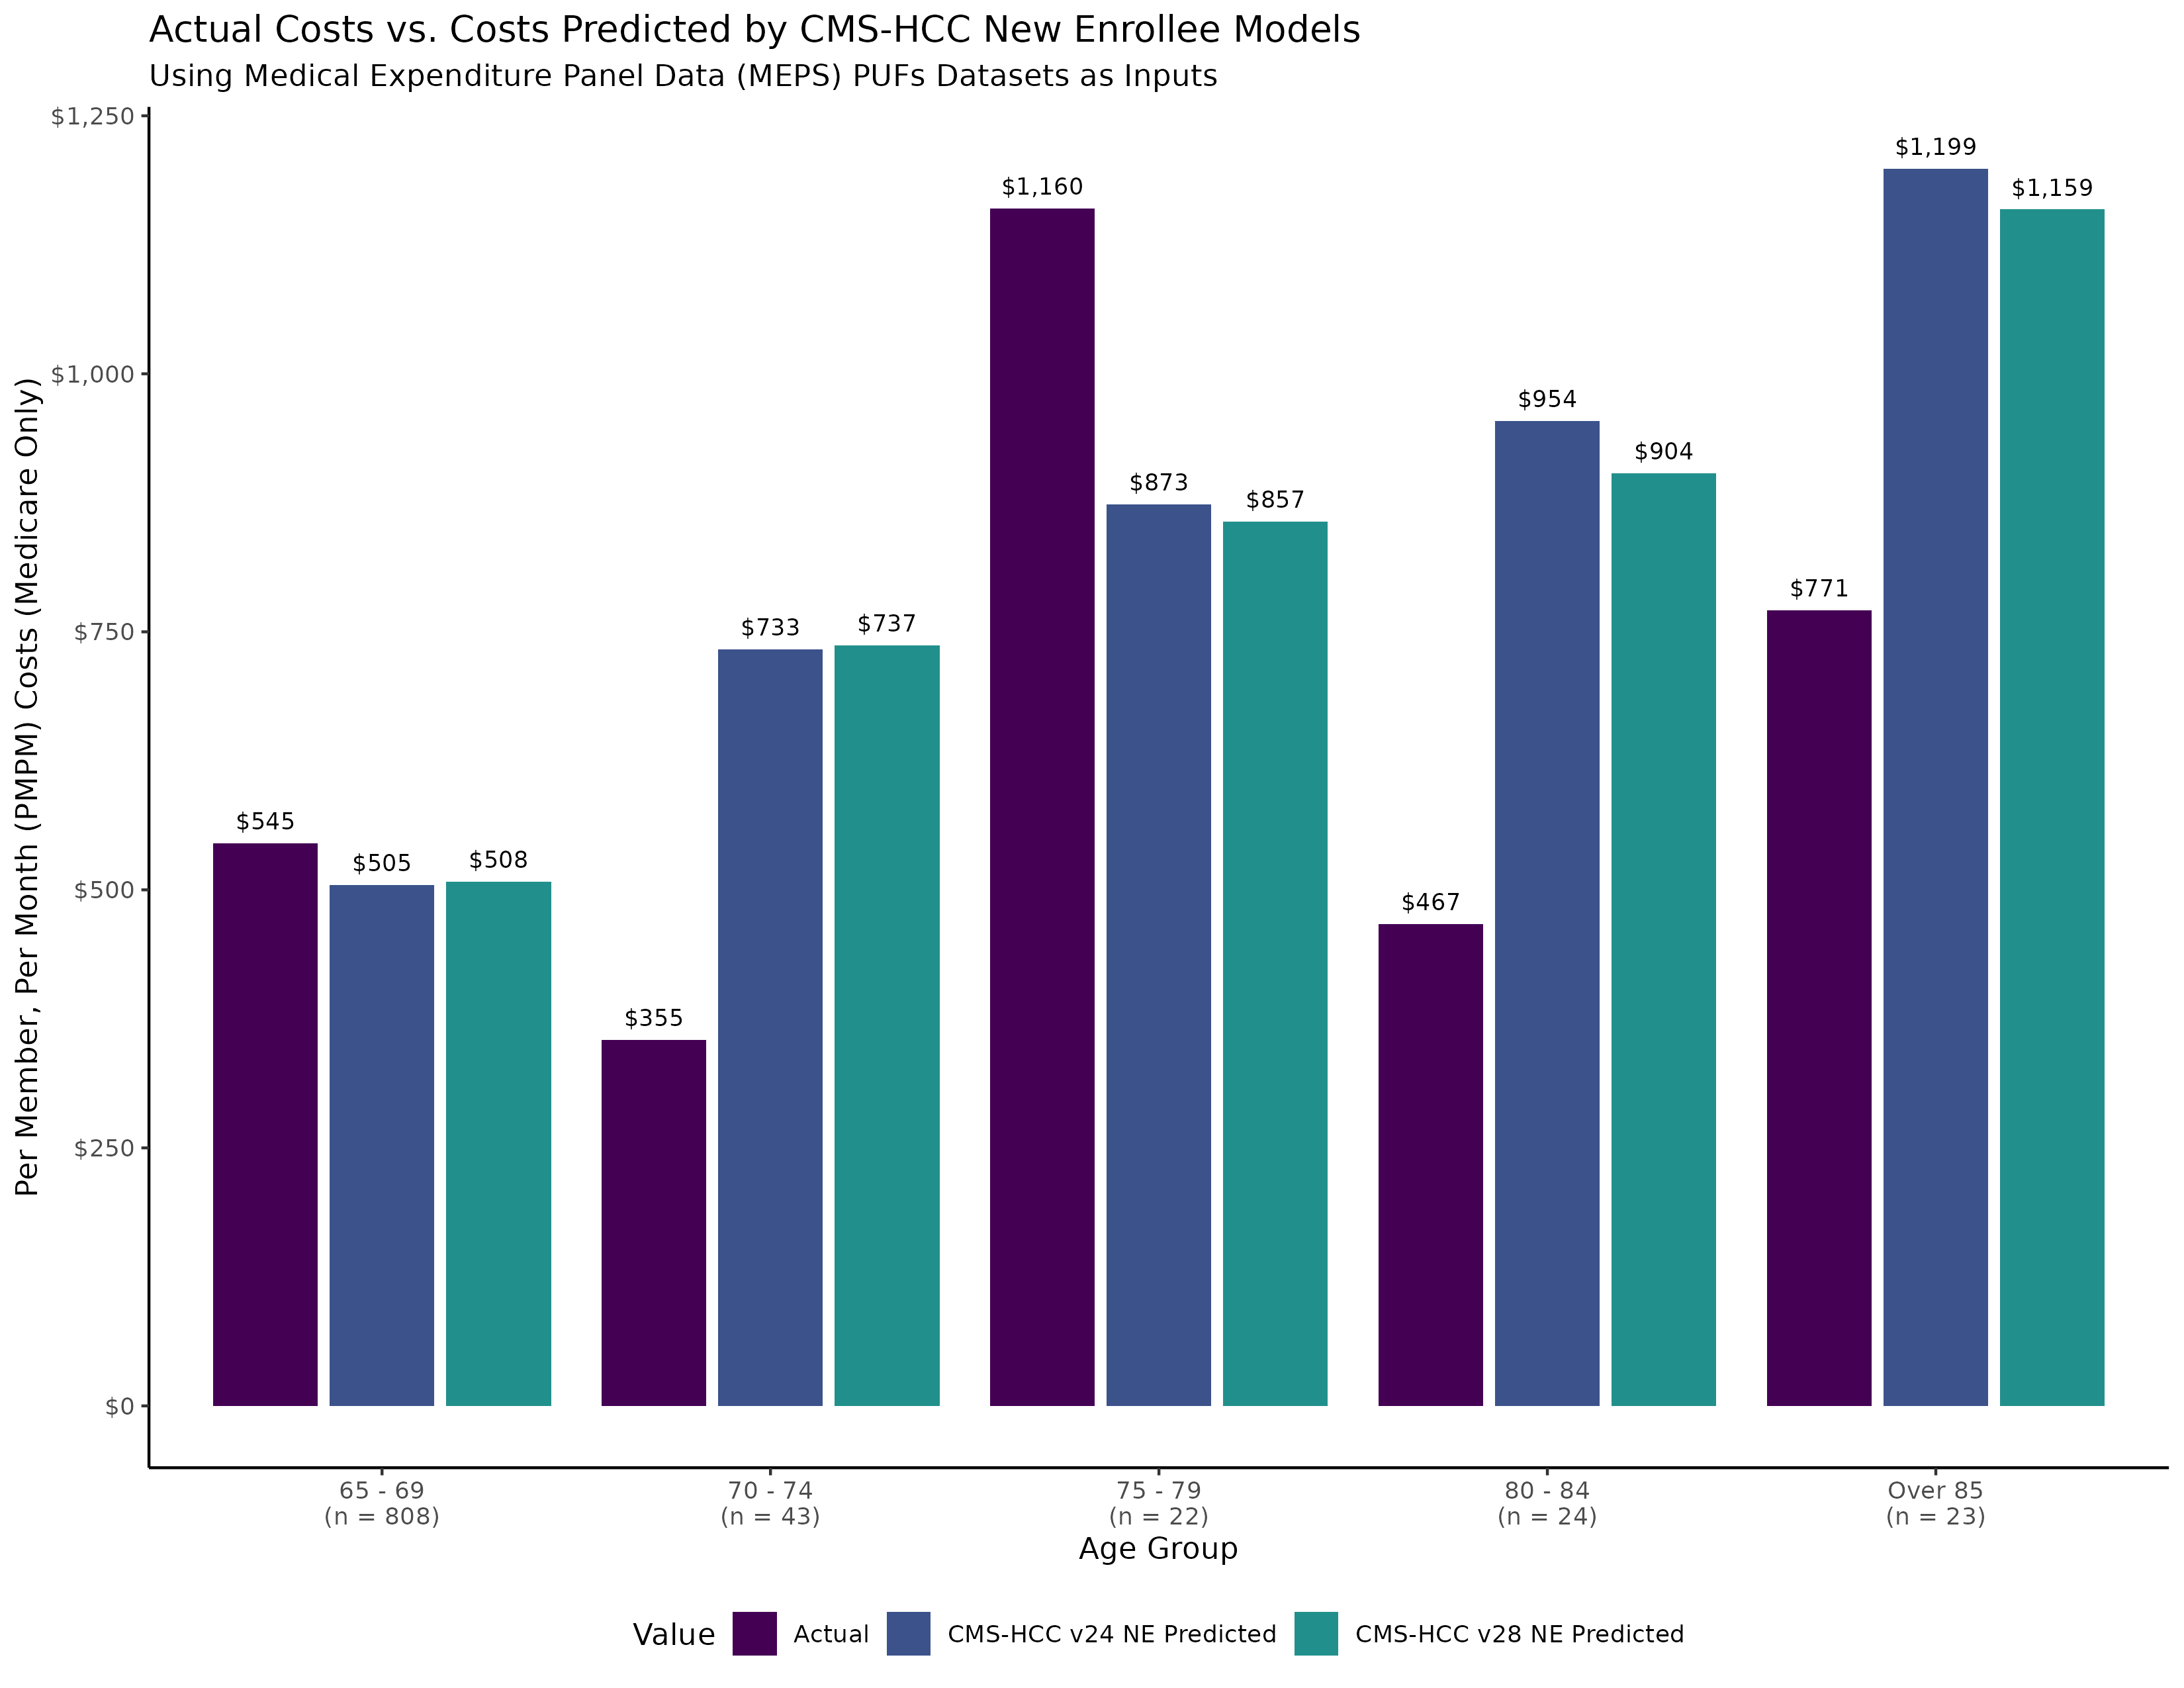 Actual Costs vs. Costs Predicted by CMS-HCC New Enrollee Models
Using Medical Expenditure Panel Data (MEPS) PUFs Datasets as Inputs
Per Member, Per Month (PMPM) Costs (Medicare Only)
$1,250
$1,000
$750
$500
$250
$0
$545
$505
$508
$355
$733
$737
$1,160
$873
$857
$467
$954
$904
$771
$1,199
$1,159
65 - 69
(n = 808)
70 - 74
(n = 43)
75 - 79
(n = 22)
80 - 84
(n = 24)
Over 85
(n = 23)
Age Group
Value
Actual
CMS-HCC v24 NE Predicted
CMS-HCC v28 NE Predicted